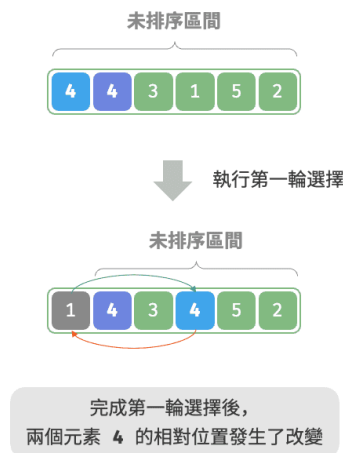 未排序區間
4 4 3 1 5 2
執行第一輪選擇
未排序區間
1 4 3 4 5 2
完成第一輪選擇後，
兩個元素 4 的相對位置發生了改變